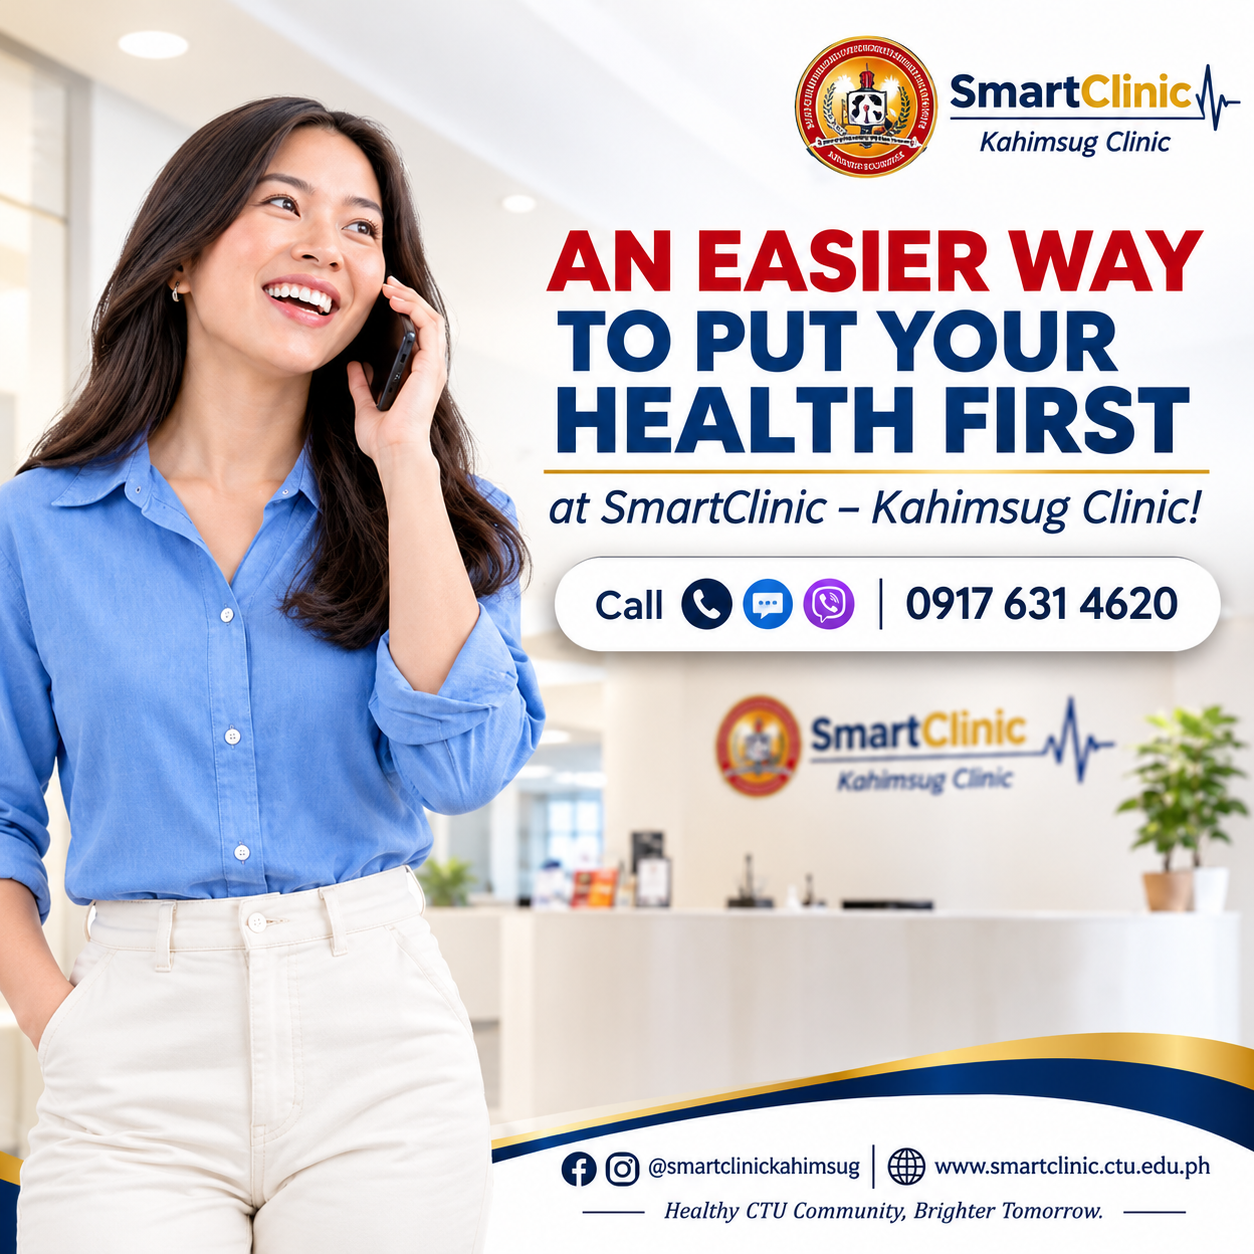 SmartClinic
Kahimsug Clinic
AN EASIER WAY
TO PUT YOUR
HEALTH FIRST
at SmartClinic – Kahimsug Clinic!
Call | 0917 631 4620
SmartClinic
Kahimsug Clinic
@smartclinickahimsug | www.smartclinic.ctu.edu.ph
Healthy CTU Community, Brighter Tomorrow.